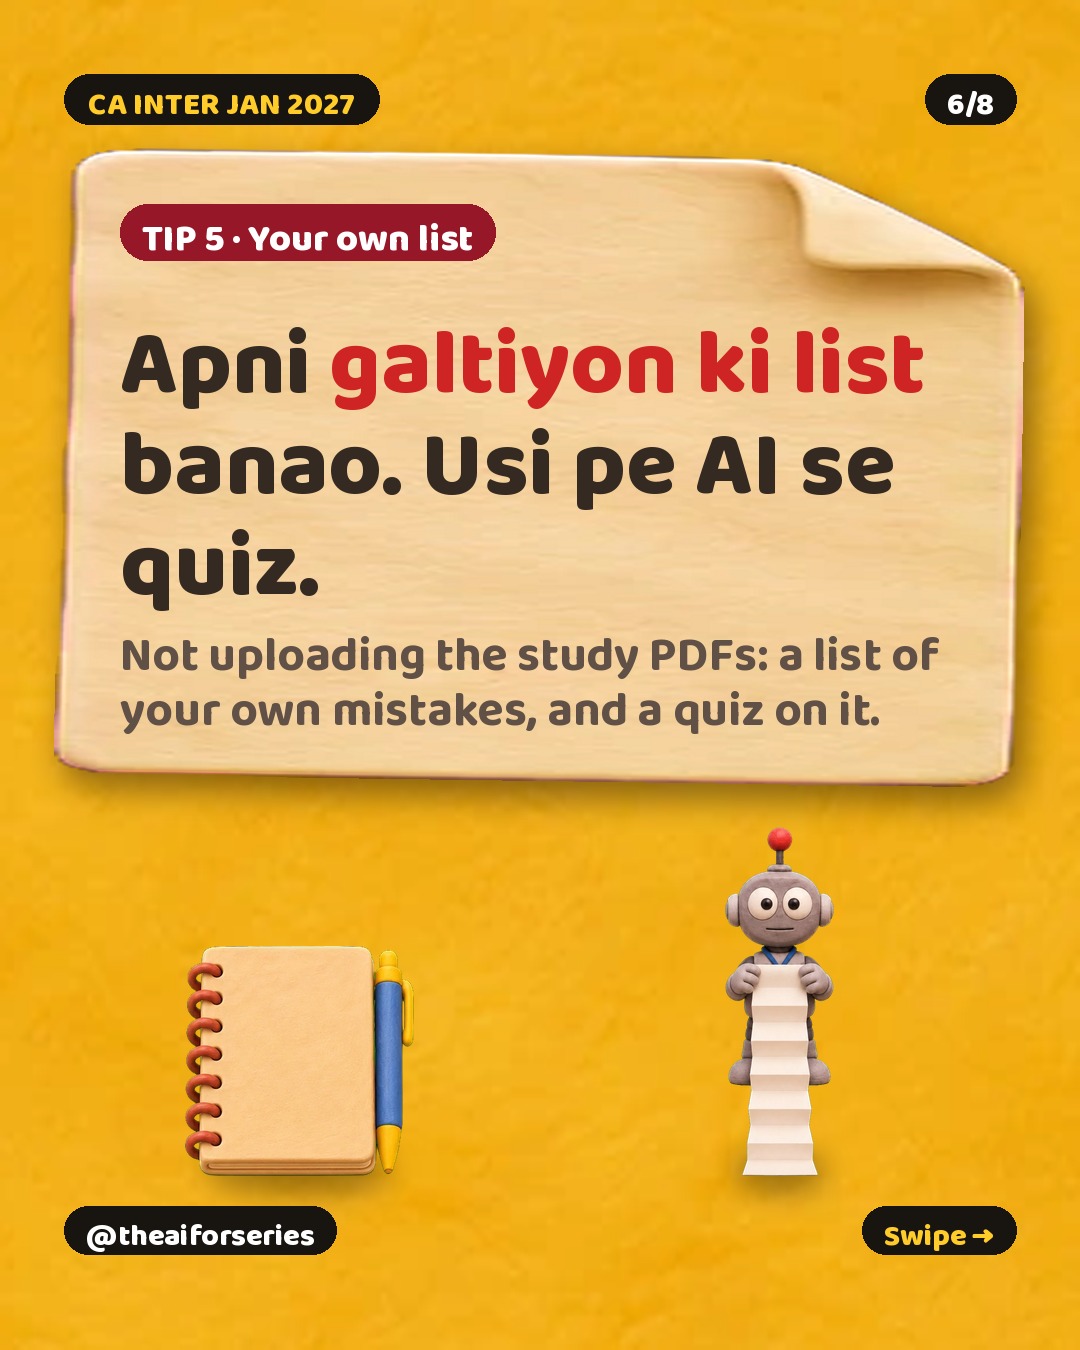 CA INTER JAN 2027
6/8
TIP 5 · Your own list
Apni galtiyon ki list
banao. Usi pe AI se
quiz.
Not uploading the study PDFs: a list of
your own mistakes, and a quiz on it.
@theaiforseries
Swipe →